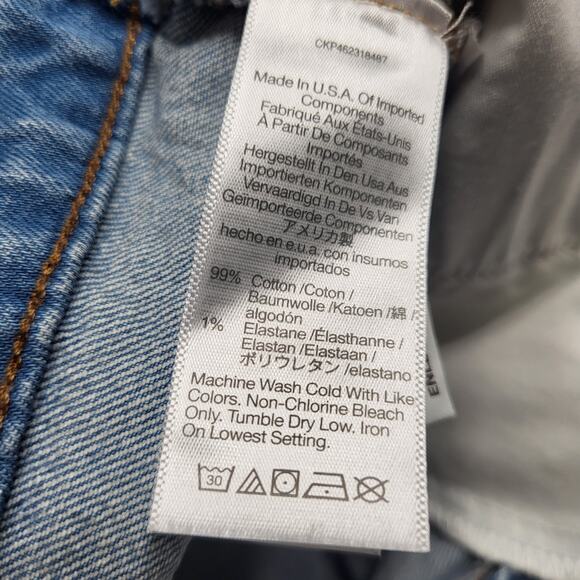 CKP462318487
Made In U.S.A. Of Imported
Components
Fabriqué Aux États-Unis
À Partir De Composants
Importés
Hergestellt In Den Usa Aus
Importierten Komponenten
Vervaardigd In De Vs Van
Geïmporteerde Componenten
アメリカ製
hecho en e.u.a. con insumos
importados
99% Cotton /Coton /
Baumwolle /Katoen /綿 /
algodón
1% Elastane /Élasthanne /
Elastan /Elastaan /
ポリウレタン /elastano
Machine Wash Cold With Like
Colors. Non-Chlorine Bleach
Only. Tumble Dry Low. Iron
On Lowest Setting.
30